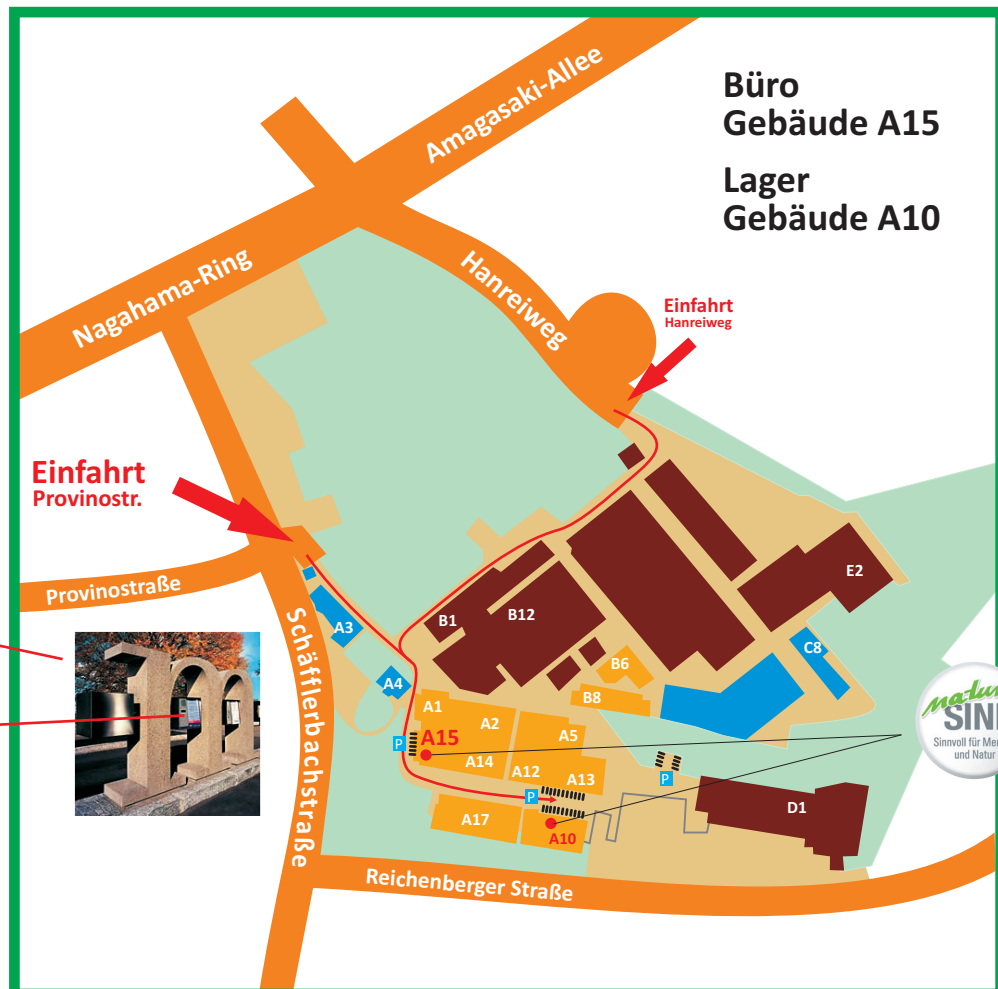 Büro
Gebäude A15
Lager
Gebäude A10
Amagasaki-Allee
Nagahama-Ring
Hanreiweg
Einfahrt
Hanreiweg
Einfahrt
Provinostr.
Provinostraße
Schäfflerbachstraße
A3
A4
B1
B12
E2
C8
B6
B8
A1
A2
A5
P
A15
A14
A12
A13
P
P
A17
A10
D1
m
SIN
Sinnvoll für
und Natur
Reichenberger Straße